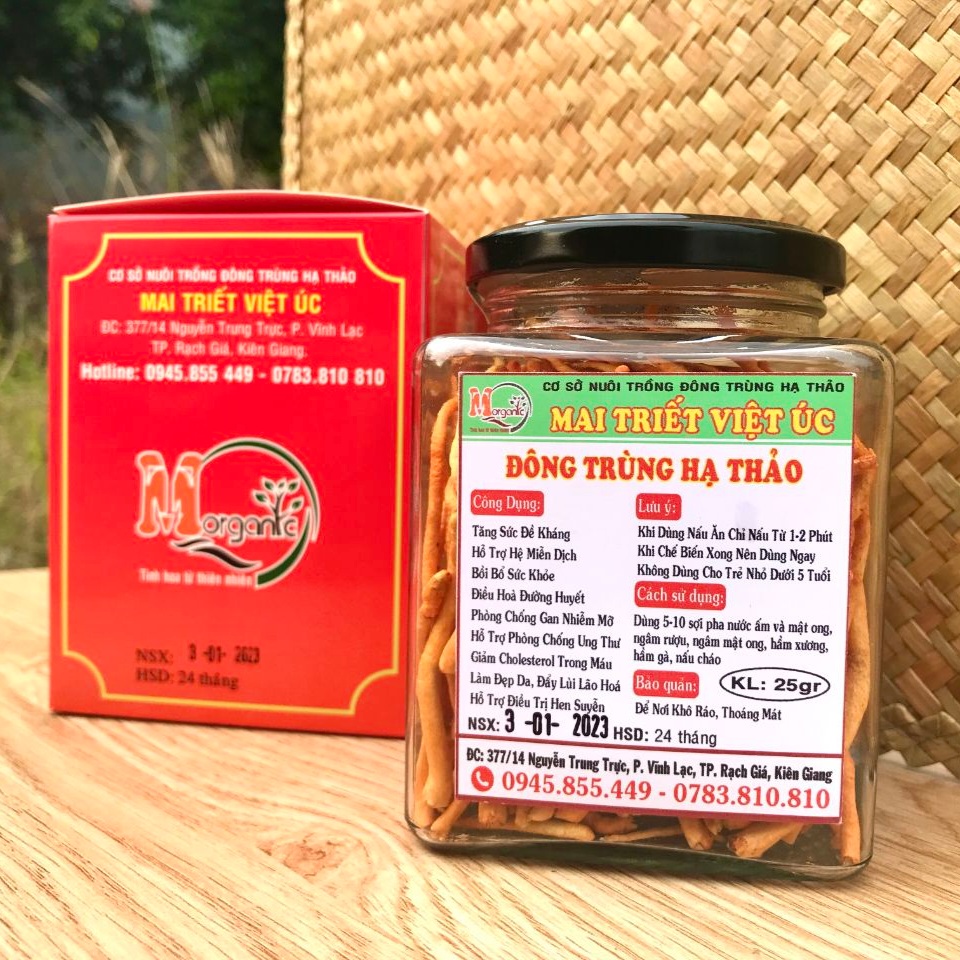 CƠ SỞ NUÔI TRỒNG ĐÔNG TRÙNG HẠ THẢO
MAI TRIẾT VIỆT ÚC
ĐC: 377/14 Nguyễn Trung Trực, P. Vĩnh Lạc
TP. Rạch Giá, Kiên Giang.
Hotline: 0945.855 449 - 0783.810 810
Morganic
Tinh hoa từ thiên nhiên
NSX: 3 -01- 2023
HSD: 24 tháng
Morganic
Tinh hoa từ thiên nhiên
CƠ SỞ NUÔI TRỒNG ĐÔNG TRÙNG HẠ THẢO
MAI TRIẾT VIỆT ÚC
ĐÔNG TRÙNG HẠ THẢO
Công Dụng:
Tăng Sức Đề Kháng
Hỗ Trợ Hệ Miễn Dịch
Bồi Bổ Sức Khỏe
Điều Hoà Đường Huyết
Phòng Chống Gan Nhiễm Mỡ
Hỗ Trợ Phòng Chống Ung Thư
Giảm Cholesterol Trong Máu
Làm Đẹp Da, Đẩy Lùi Lão Hoá
Hỗ Trợ Điều Trị Hen Suyễn
Lưu ý:
Khi Dùng Nấu Ăn Chỉ Nấu Từ 1-2 Phút
Khi Chế Biến Xong Nên Dùng Ngay
Không Dùng Cho Trẻ Nhỏ Dưới 5 Tuổi
Cách sử dụng:
Dùng 5-10 sợi pha nước ấm và mật ong,
ngâm rượu, ngâm mật ong, hầm xương,
hầm gà, nấu cháo
Bảo quản:
KL: 25gr
Để Nơi Khô Ráo, Thoáng Mát
NSX: 3 -01- 2023 HSD: 24 tháng
ĐC: 377/14 Nguyễn Trung Trực, P. Vĩnh Lạc, TP. Rạch Giá, Kiên Giang
0945.855.449 - 0783.810.810